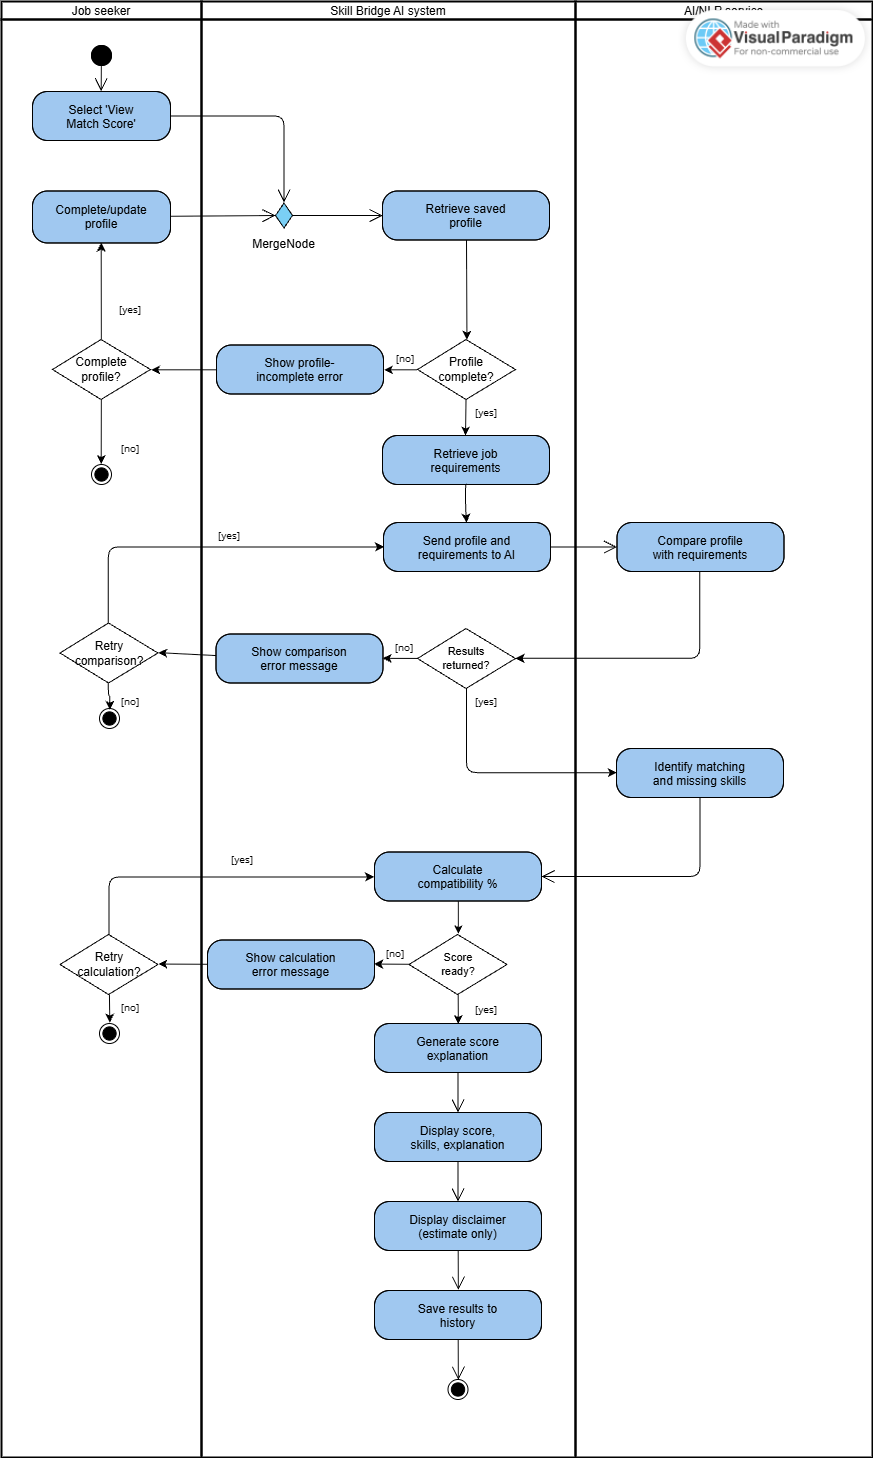 Job seeker
Skill Bridge AI system
AI/NLP service
Made with
VisualParadigm
For non-commercial use
Select 'View
Match Score'
Complete/update
profile
MergeNode
Retrieve saved
profile
[yes]
Complete
profile?
Show profile-
incomplete error
[no]
Profile
complete?
[yes]
[no]
Retrieve job
requirements
[yes]
Send profile and
requirements to AI
Compare profile
with requirements
Retry
comparison?
Show comparison
error message
[no]
Results
returned?
[no]
[yes]
Identify matching
and missing skills
[yes]
Calculate
compatibility %
Retry
calculation?
Show calculation
error message
[no]
Score
ready?
[no]
[yes]
Generate score
explanation
Display score,
skills, explanation
Display disclaimer
(estimate only)
Save results to
history